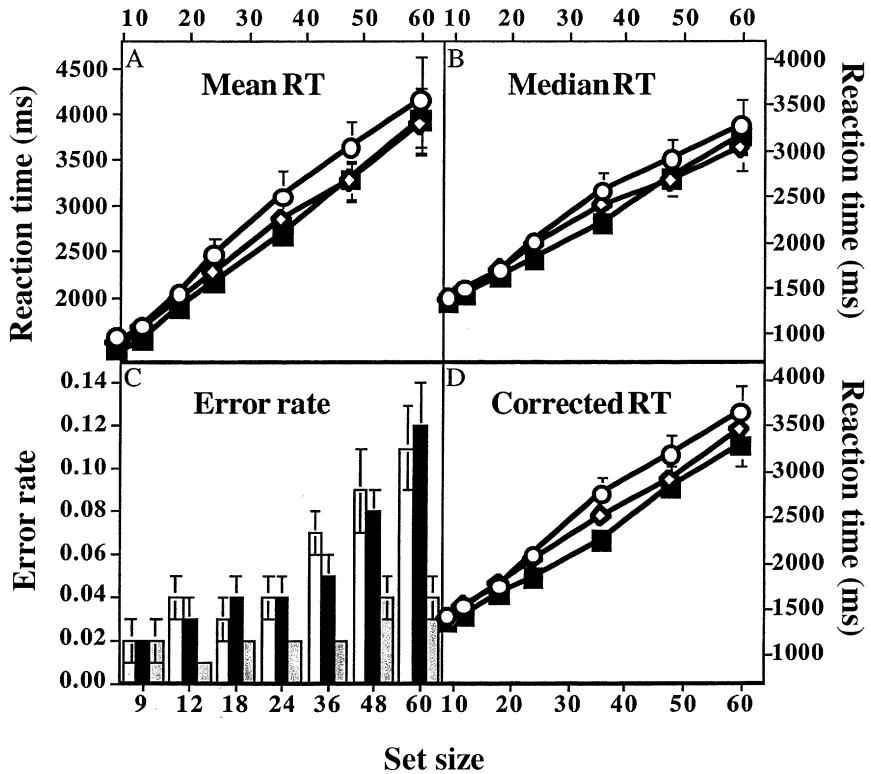 10 20 30 40 50 60 10 20 30 40 50 60
A Mean RT
B Median RT
4500
4000
3500
3000
2500
2000
Reaction time (ms)
4000
3500
3000
2500
2000
1500
1000
Reaction time (ms)
C Error rate
D Corrected RT
0.14
0.12
0.10
0.08
0.06
0.04
0.02
0.00
Error rate
4000
3500
3000
2500
2000
1500
1000
Reaction time (ms)
9 12 18 24 36 48 60 10 20 30 40 50 60
Set size